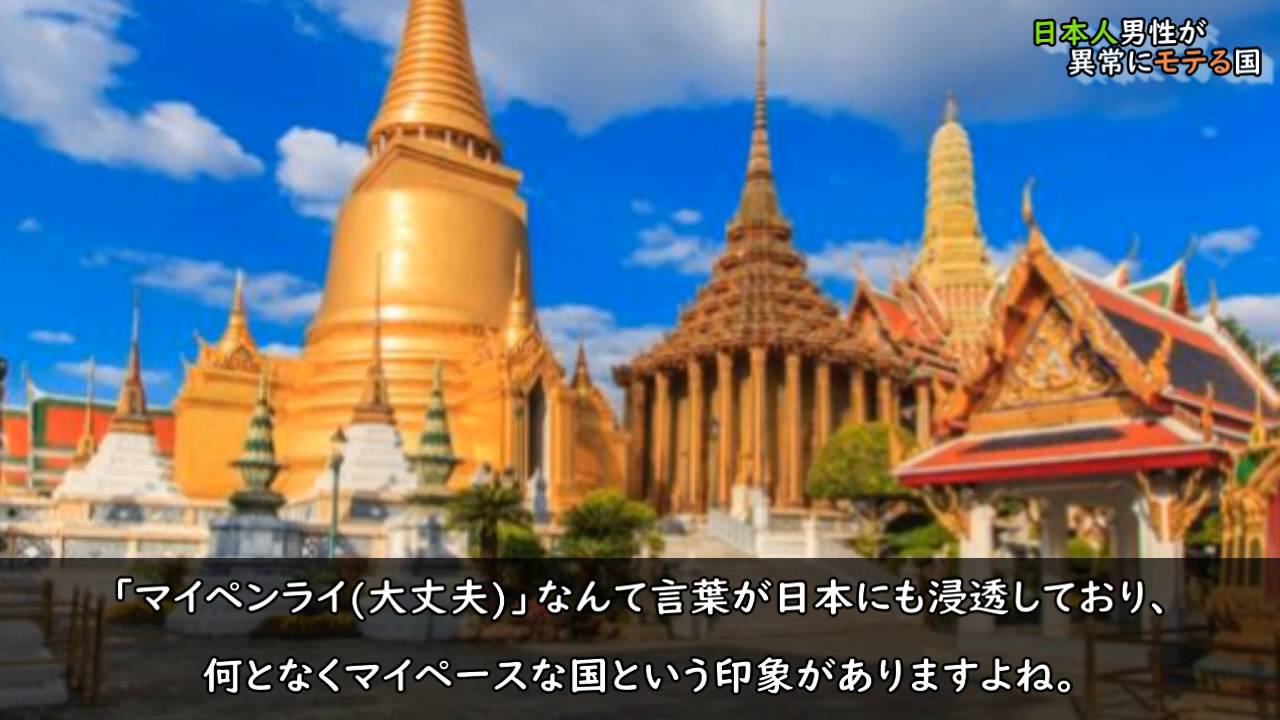 日本人男性が
異常にモテる国
「マイペンライ(大丈夫)」なんて言葉が日本にも浸透しており、
何となくマイペースな国という印象がありますよね。